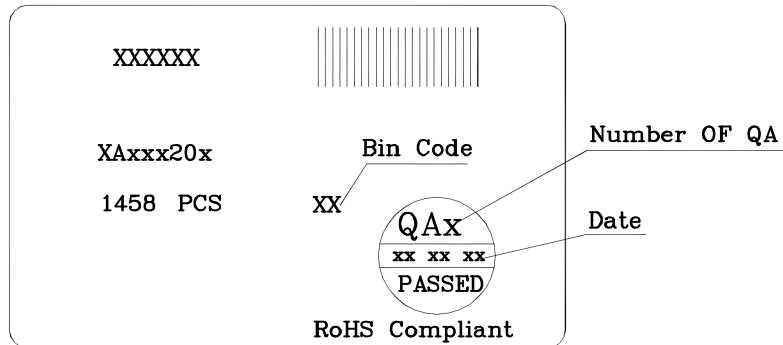 XXXXXX
XAxxx20x
Bin Code
Number OF QA
1458 PCS
XX
QAx
Date
xx xx xx
PASSED
RoHS Compliant